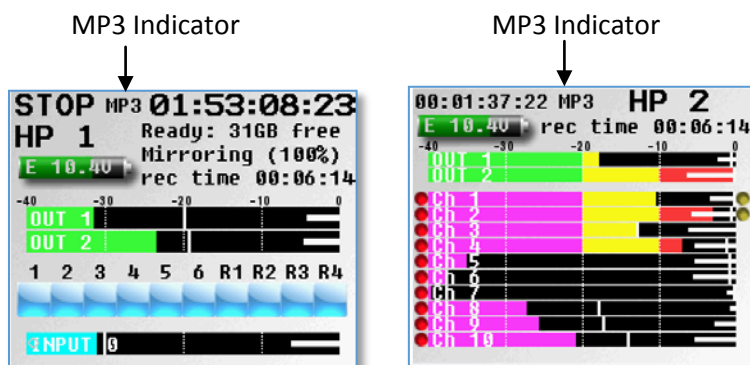 MP3 Indicator
STOP MP3 01:53:08:23
HP 1
Ready: 31GB free
Mirroring (100%)
E 10.4V
rec time 00:06:14
-40 -30 -20 -10 0
OUT 1
OUT 2
1 2 3 4 5 6 R1 R2 R3 R4
INPUT 0
MP3 Indicator
00:01:37:22 MP3 HP 2
E 10.4V rec time 00:06:14
-40 -30 -20 -10 0
OUT 1
OUT 2
Ch 1
Ch 2
Ch 3
Ch 4
Ch 5
Ch 6
Ch 7
Ch 8
Ch 9
Ch 10